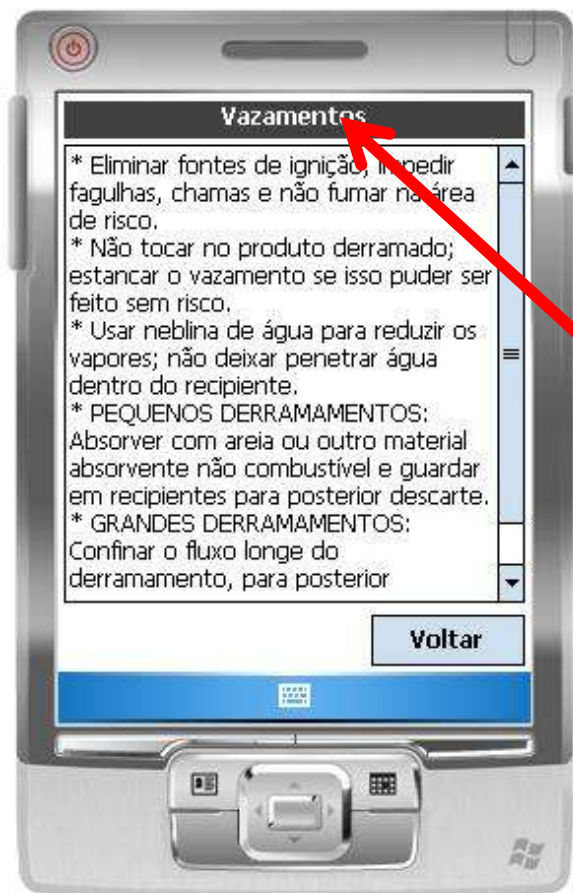 Vazamentos
* Eliminar fontes de ignição, impedir
fagulhas, chamas e não fumar na área
de risco.
* Não tocar no produto derramado;
estancar o vazamento se isso puder ser
feito sem risco.
* Usar neblina de água para reduzir os
vapores; não deixar penetrar água
dentro do recipiente.
* PEQUENOS DERRAMAMENTOS:
Absorver com areia ou outro material
absorvente não combustível e guardar
em recipientes para posterior descarte.
* GRANDES DERRAMAMENTOS:
Confinar o fluxo longe do
derramamento, para posterior
Voltar